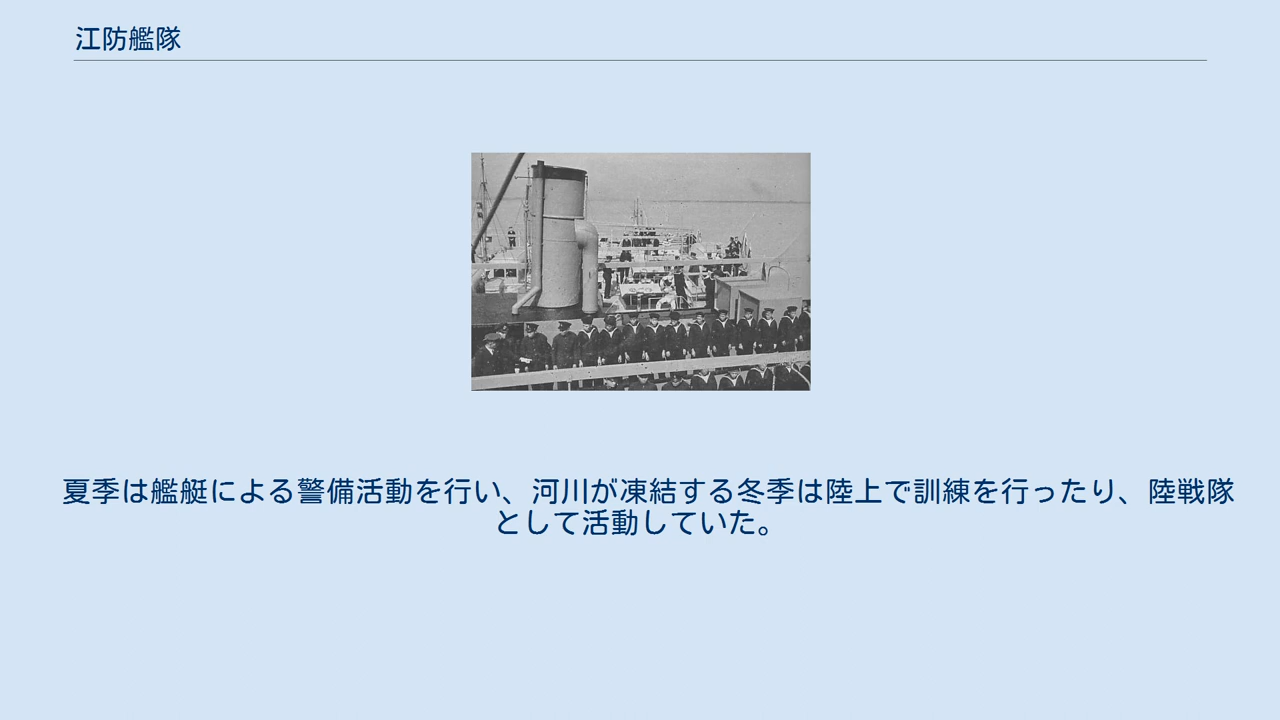 江防艦隊
夏季は艦艇による警備活動を行い、河川が凍結する冬季は陸上で訓練を行ったり、陸戦隊
として活動していた。